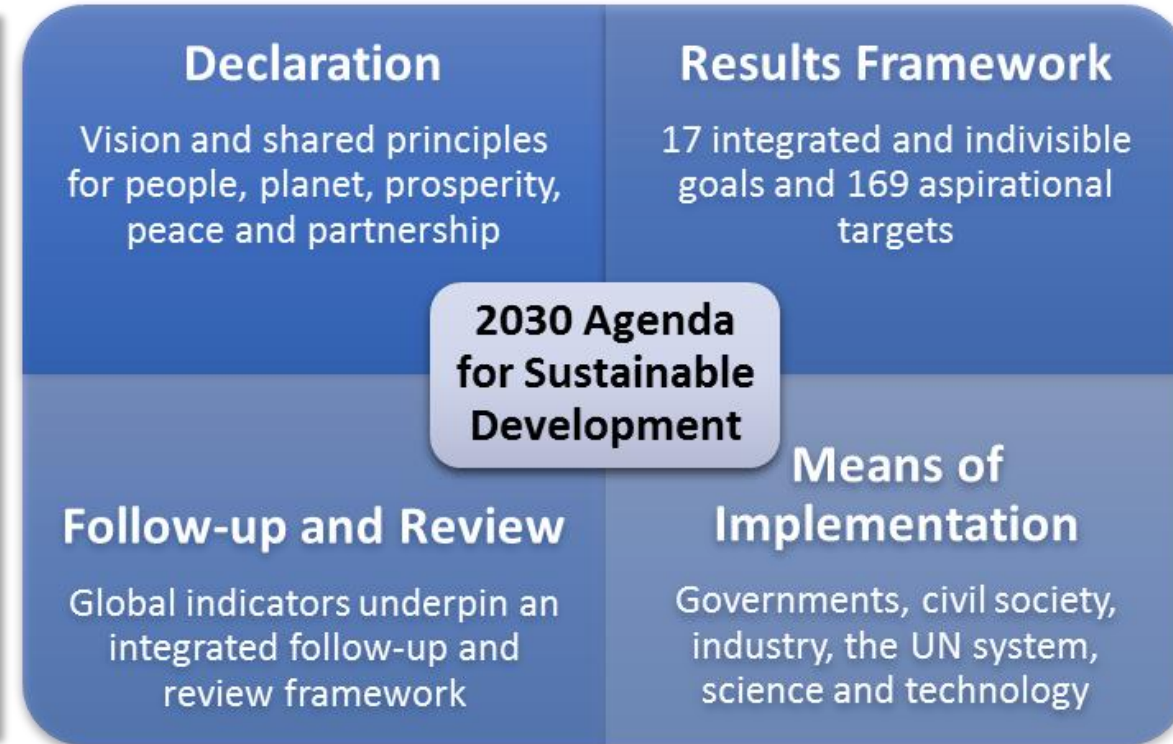 Declaration
Vision and shared principles
for people, planet, prosperity,
peace and partnership
Results Framework
17 integrated and indivisible
goals and 169 aspirational
targets
2030 Agenda
for Sustainable
Development
Follow-up and Review
Global indicators underpin an
integrated follow-up and
review framework
Means of
Implementation
Governments, civil society,
industry, the UN system,
science and technology